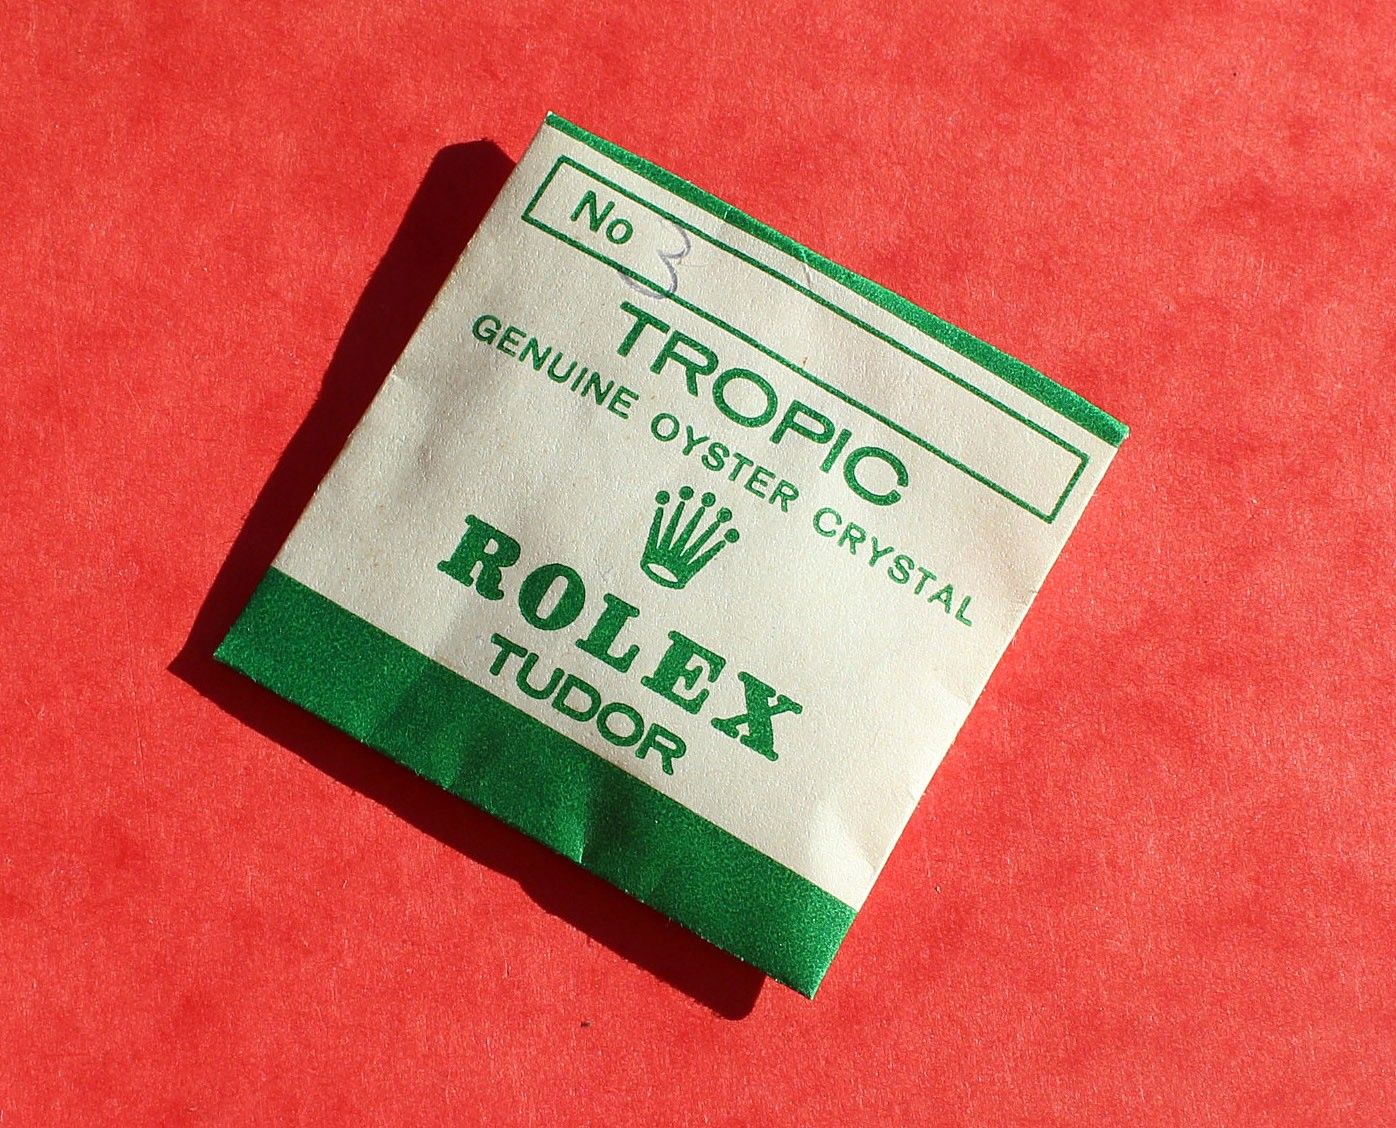 No 3
TROPIC
GENUINE OYSTER CRYSTAL
ROLEX
TUDOR